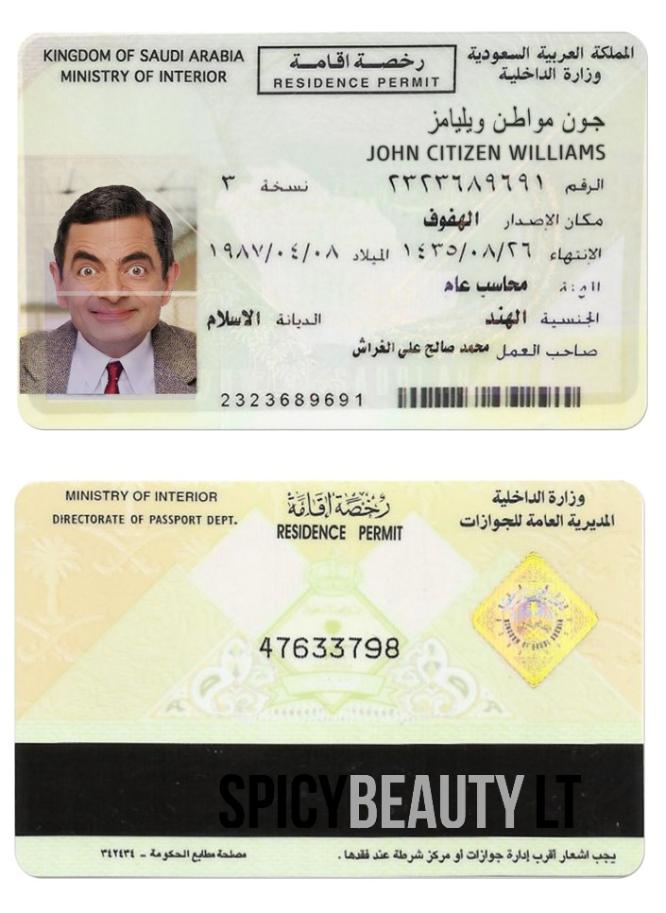 KINGDOM OF SAUDI ARABIA
MINISTRY OF INTERIOR
رخصة اقامة
RESIDENCE PERMIT
المملكة العربية السعودية
وزارة الداخلية
جون مواطن ويليامز
JOHN CITIZEN WILLIAMS
الرقم ٢٣٢٣٦٨٩٦٩١ نسخة ٣
مكان الإصدار الهفوف
الإنتهاء ١٤٣٥/٠٨/٢٦ الميلاد ١٩٨٧/٠٤/٠٨
محاسب عام
الجنسية الهند الديانة الاسلام
صاحب العمل محمد صالح علي الغراش
2323689691
MINISTRY OF INTERIOR
DIRECTORATE OF PASSPORT DEPT.
رخصة إقامة
RESIDENCE PERMIT
وزارة الداخلية
المديرية العامة للجوازات
47633798
SPICYBEAUTY LT
يجب اشعار أقرب إدارة جوازات او مركز شرطة عند فقدها . مصلحة مطابع الحكومة - ٣٤٢٤٣٤